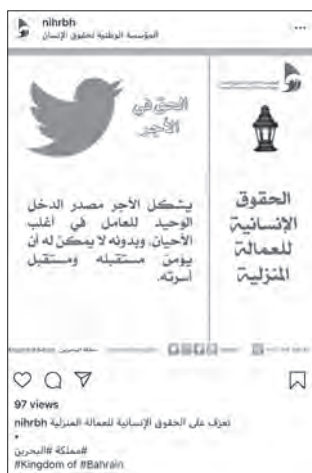 nihrbh
المؤسسة الوطنية لحقوق الإنسان
الحق في
الأجر
يشكل الأجر مصدر الدخل
الوحيد للعامل في أغلب
الأحيان، وبدونه لا يمكن له أن
يؤمن مستقبله ومستقبل
أسرته.
الحقوق
الإنسانية
للعمالة
المنزلية
97 views
nihrbh تعرف على الحقوق الإنسانية للعمالة المنزلية
•
#مملكة #البحرين
#Kingdom of #Bahrain